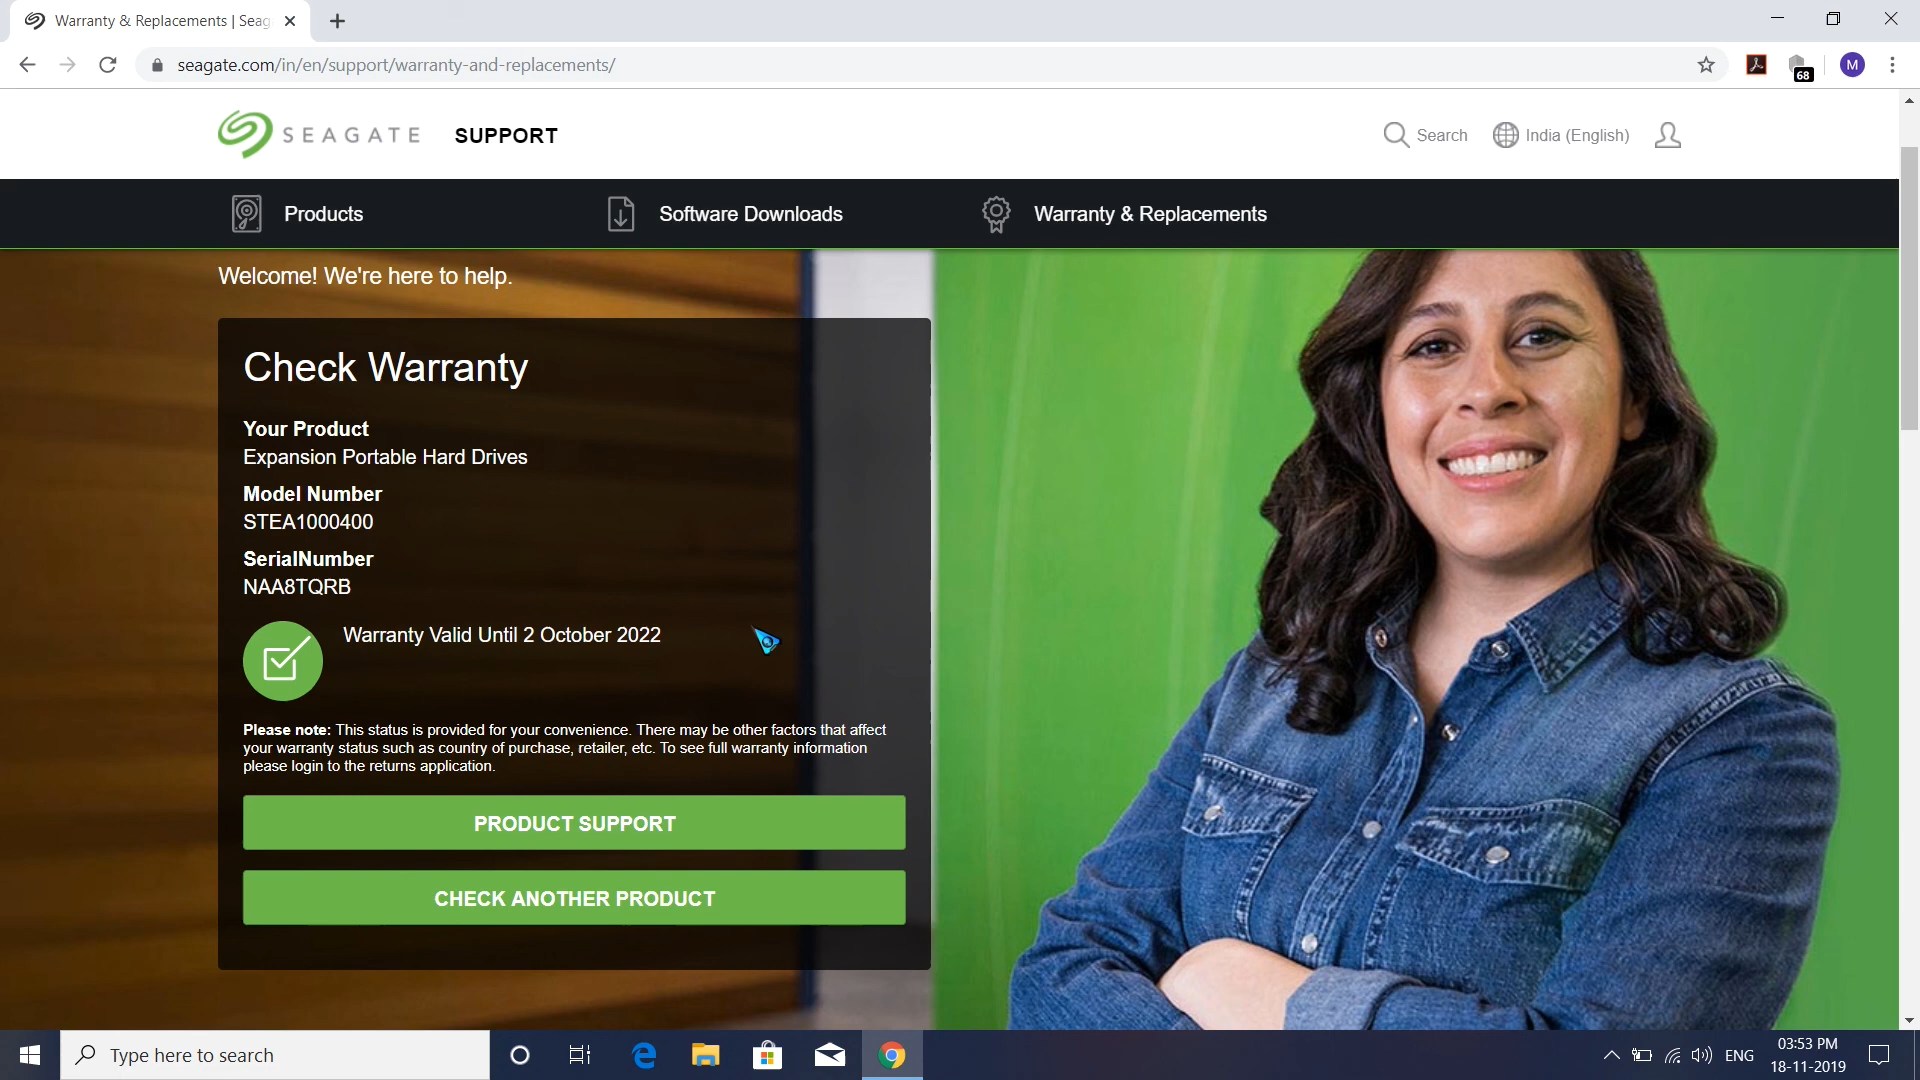 Warranty & Replacements | Seag
seagate.com/in/en/support/warranty-and-replacements/
68
M
SEAGATE SUPPORT
Search
India (English)
Products
Software Downloads
Warranty & Replacements
Welcome! We're here to help.
Check Warranty
Your Product
Expansion Portable Hard Drives
Model Number
STEA1000400
SerialNumber
NAA8TQRB
Warranty Valid Until 2 October 2022
Please note: This status is provided for your convenience. There may be other factors that affect
your warranty status such as country of purchase, retailer, etc. To see full warranty information
please login to the returns application.
PRODUCT SUPPORT
CHECK ANOTHER PRODUCT
Type here to search
ENG
03:53 PM
18-11-2019